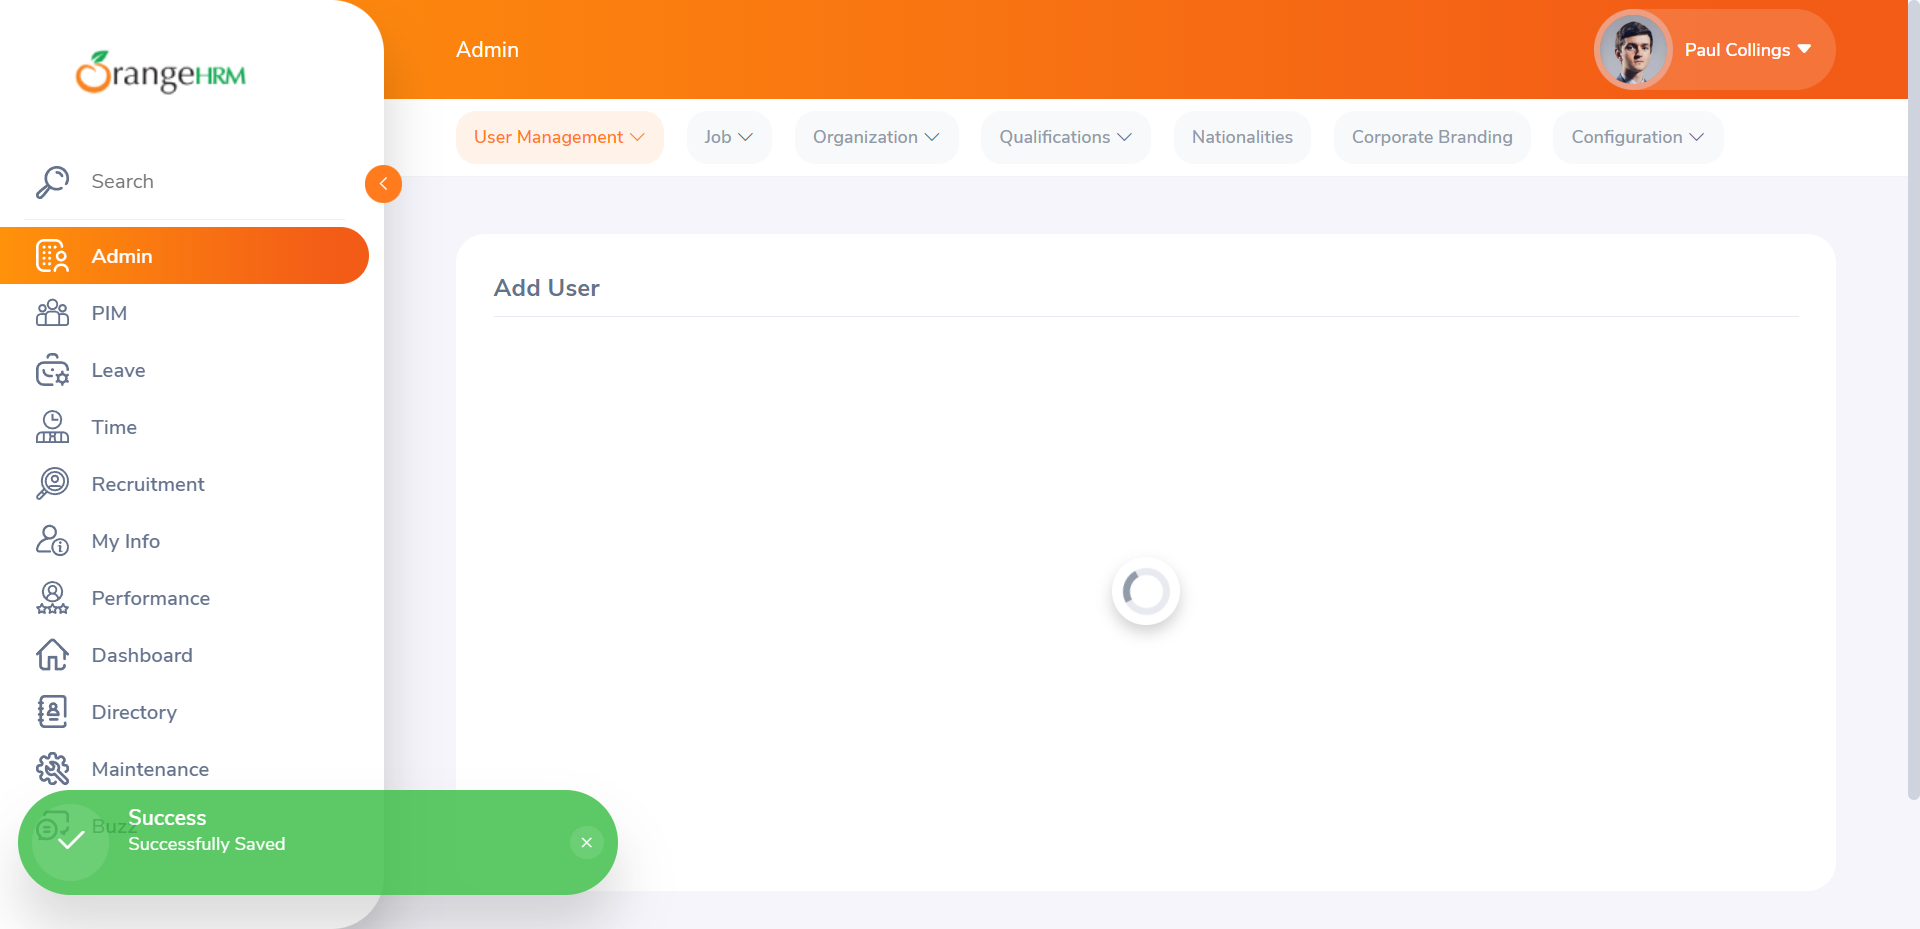 OrangeHRM
Admin
Paul Collings
Search
User Management
Job
Organization
Qualifications
Nationalities
Corporate Branding
Configuration
Admin
PIM
Leave
Time
Recruitment
My Info
Performance
Dashboard
Directory
Maintenance
Buzz
Add User
Success
Successfully Saved